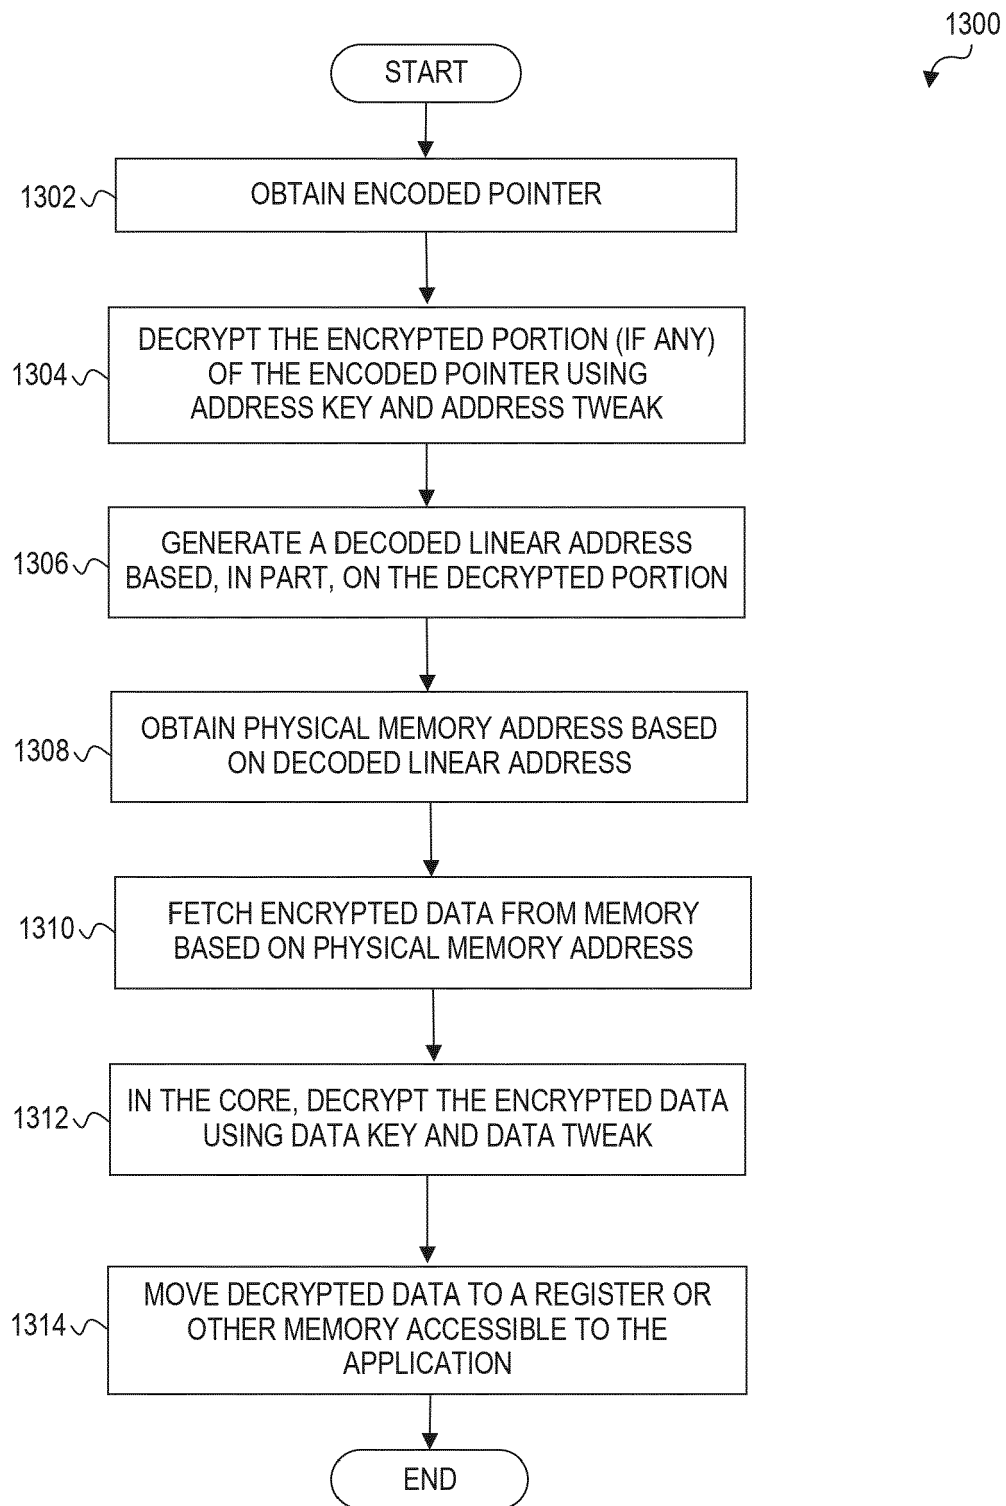 1300
START
1302
OBTAIN ENCODED POINTER
1304
DECRYPT THE ENCRYPTED PORTION (IF ANY)
OF THE ENCODED POINTER USING
ADDRESS KEY AND ADDRESS TWEAK
1306
GENERATE A DECODED LINEAR ADDRESS
BASED, IN PART, ON THE DECRYPTED PORTION
1308
OBTAIN PHYSICAL MEMORY ADDRESS BASED
ON DECODED LINEAR ADDRESS
1310
FETCH ENCRYPTED DATA FROM MEMORY
BASED ON PHYSICAL MEMORY ADDRESS
1312
IN THE CORE, DECRYPT THE ENCRYPTED DATA
USING DATA KEY AND DATA TWEAK
1314
MOVE DECRYPTED DATA TO A REGISTER OR
OTHER MEMORY ACCESSIBLE TO THE
APPLICATION
END